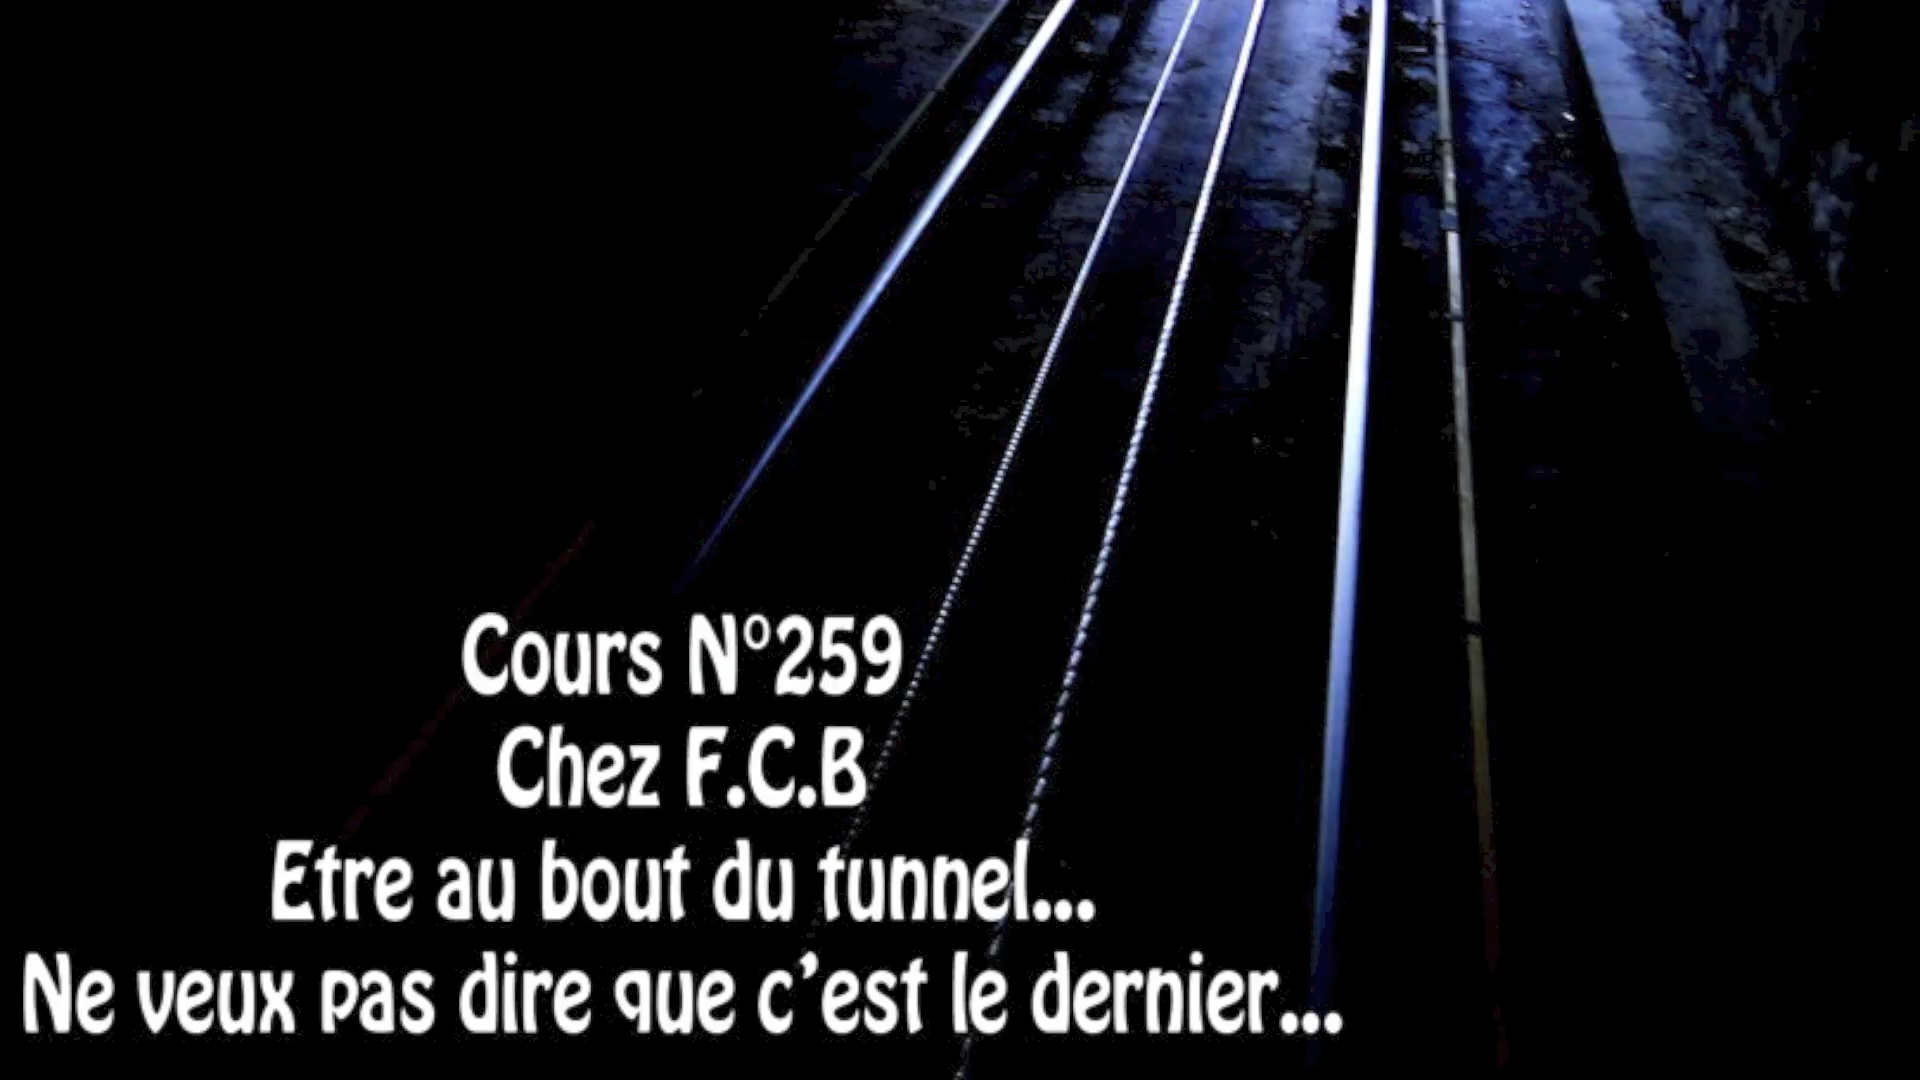 Cours N°259
Chez F.C.B
Etre au bout du tunnel...
Ne veux pas dire que c’est le dernier...